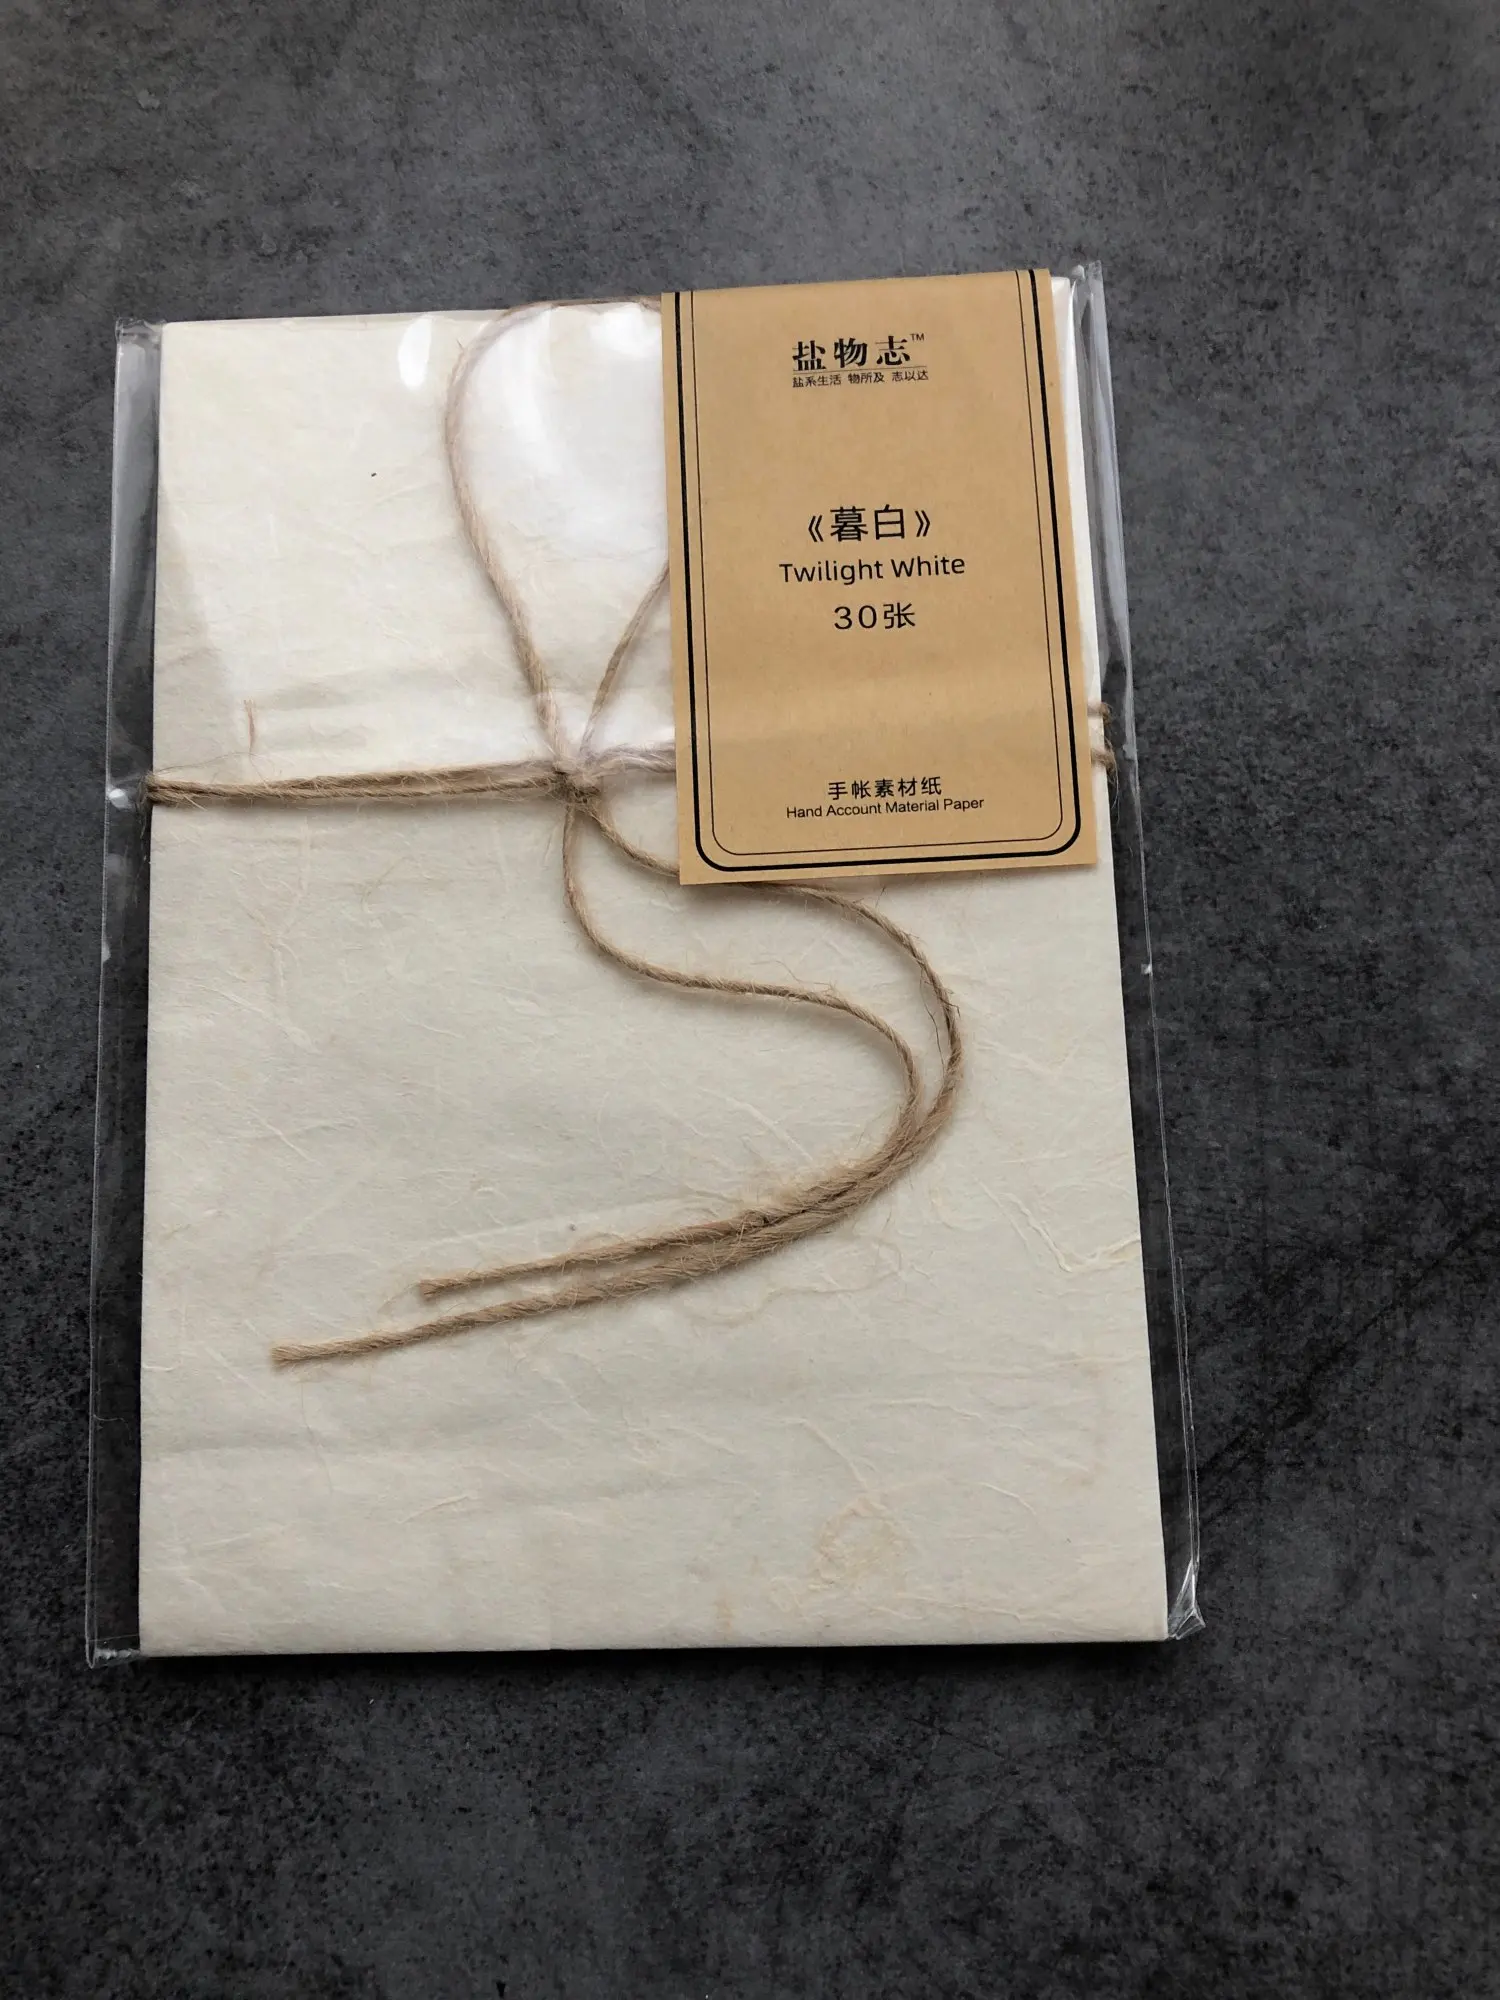 盐物志™
盐系生活 物所及 志以达
《暮白》
Twilight White
30张
手帐素材纸
Hand Account Material Paper